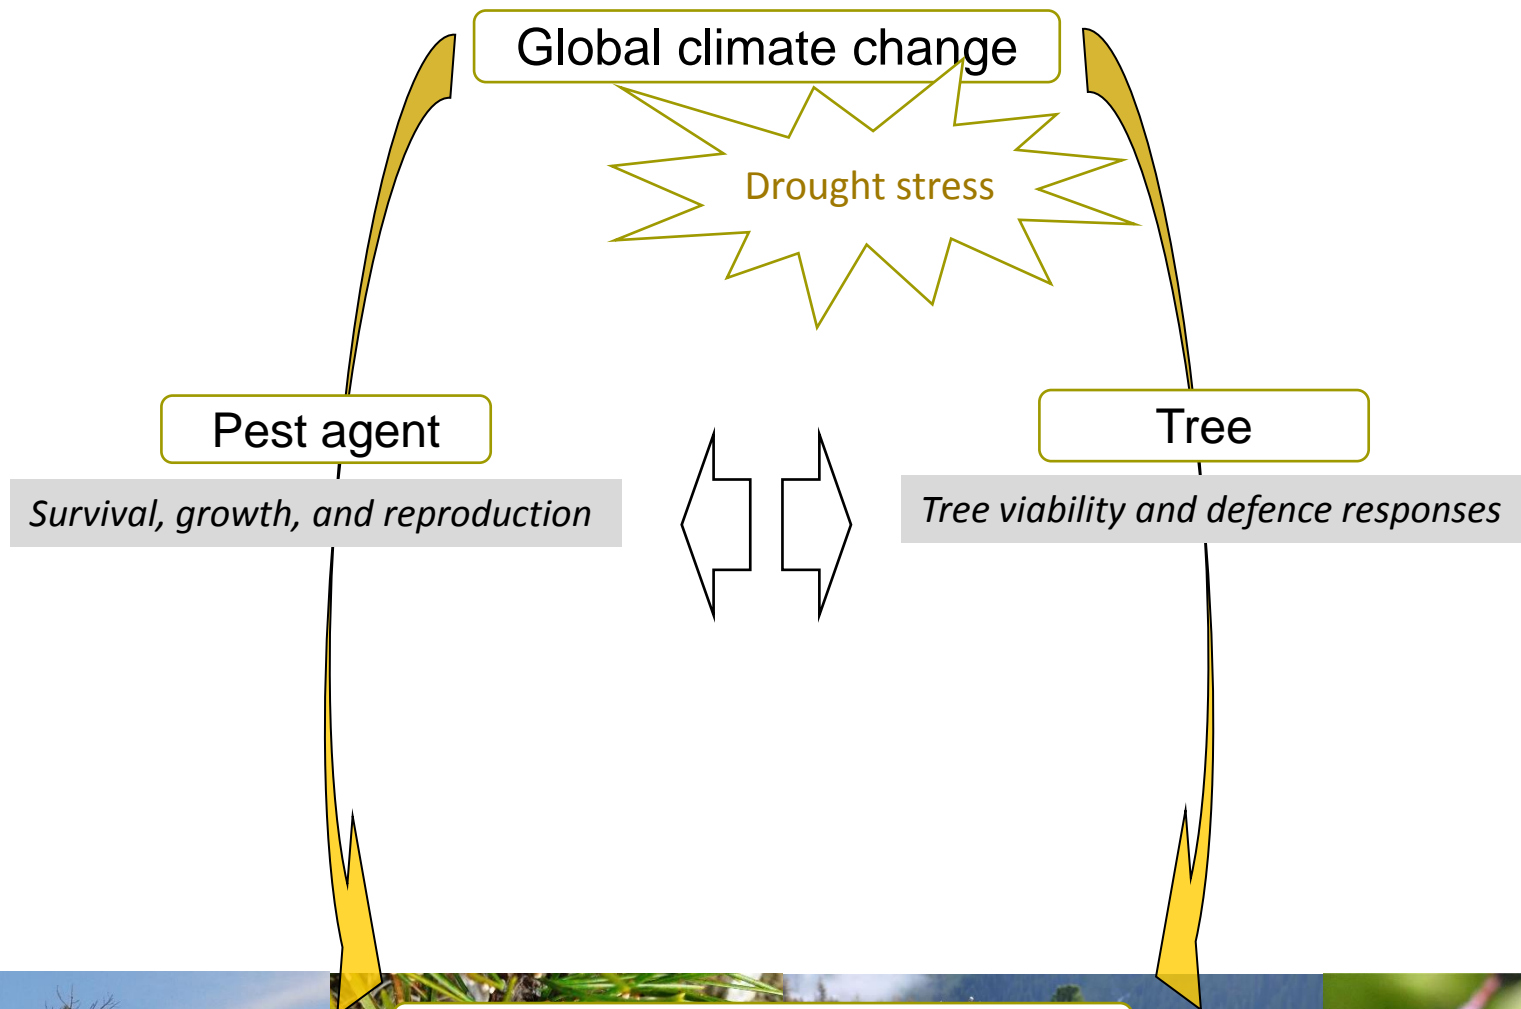 Global climate change
Drought stress
Pest agent
Tree
Survival, growth, and reproduction
Tree viability and defence responses